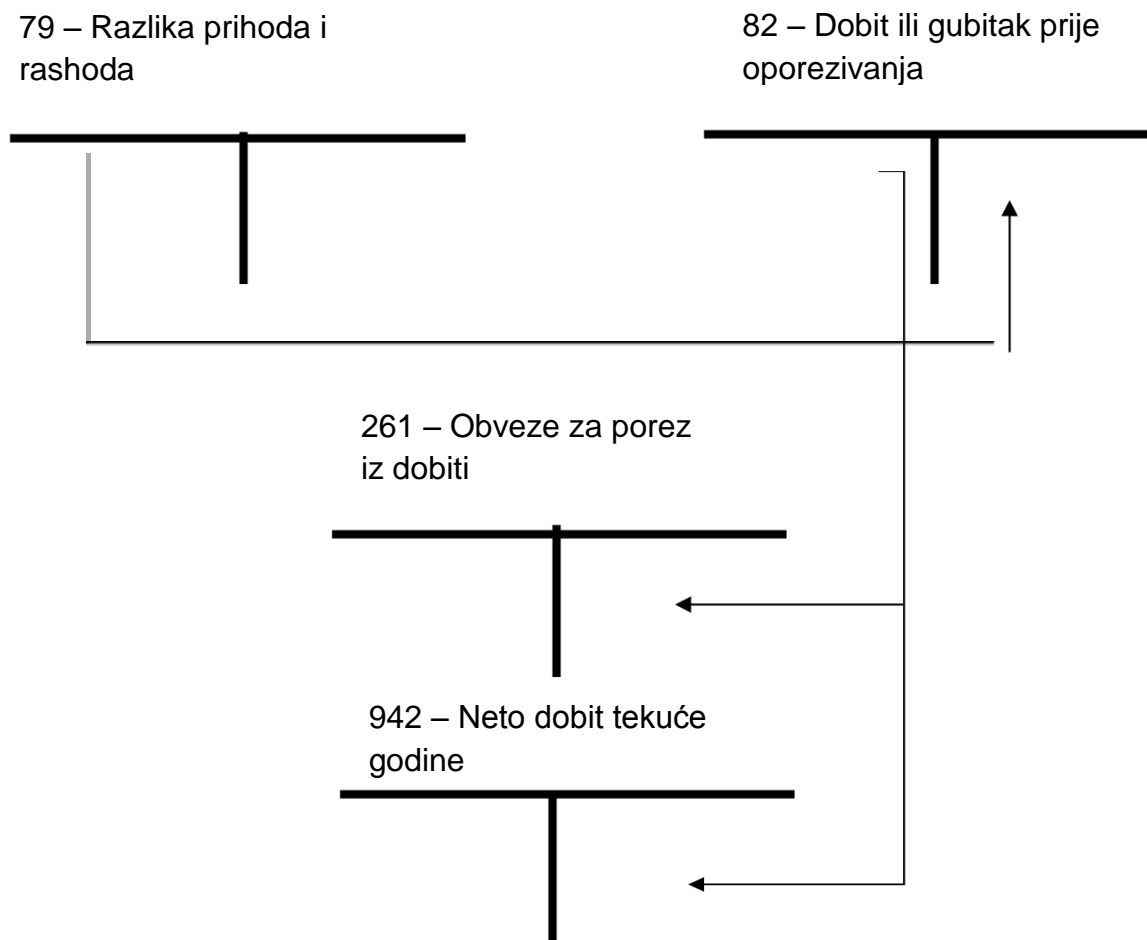 79 – Razlika prihoda i
rashoda
82 – Dobit ili gubitak prije
oporezivanja
261 – Obveze za porez
iz dobiti
942 – Neto dobit tekuće
godine